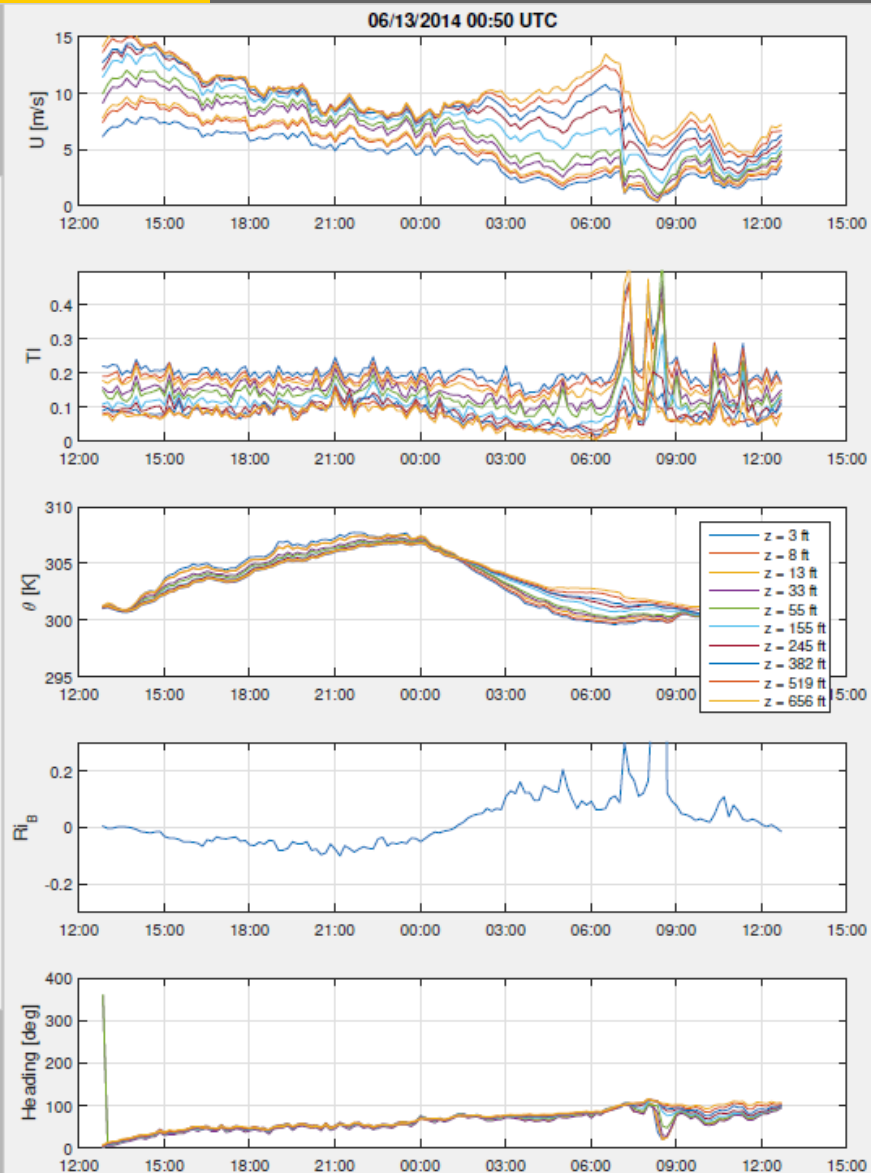 06/13/2014 00:50 UTC
15
10
5
0
U [m/s]
12:00 15:00 18:00 21:00 00:00 03:00 06:00 09:00 12:00 15:00
0.4
0.3
0.2
0.1
0
TI
12:00 15:00 18:00 21:00 00:00 03:00 06:00 09:00 12:00 15:00
310
305
300
295
θ [K]
z = 3 ft
z = 8 ft
z = 13 ft
z = 33 ft
z = 55 ft
z = 155 ft
z = 245 ft
z = 382 ft
z = 519 ft
z = 656 ft
12:00 15:00 18:00 21:00 00:00 03:00 06:00 09:00 15:00
0.2
0
-0.2
Ri_B
12:00 15:00 18:00 21:00 00:00 03:00 06:00 09:00 12:00 15:00
400
300
200
100
0
Heading [deg]
12:00 15:00 18:00 21:00 00:00 03:00 06:00 09:00 12:00 15:00